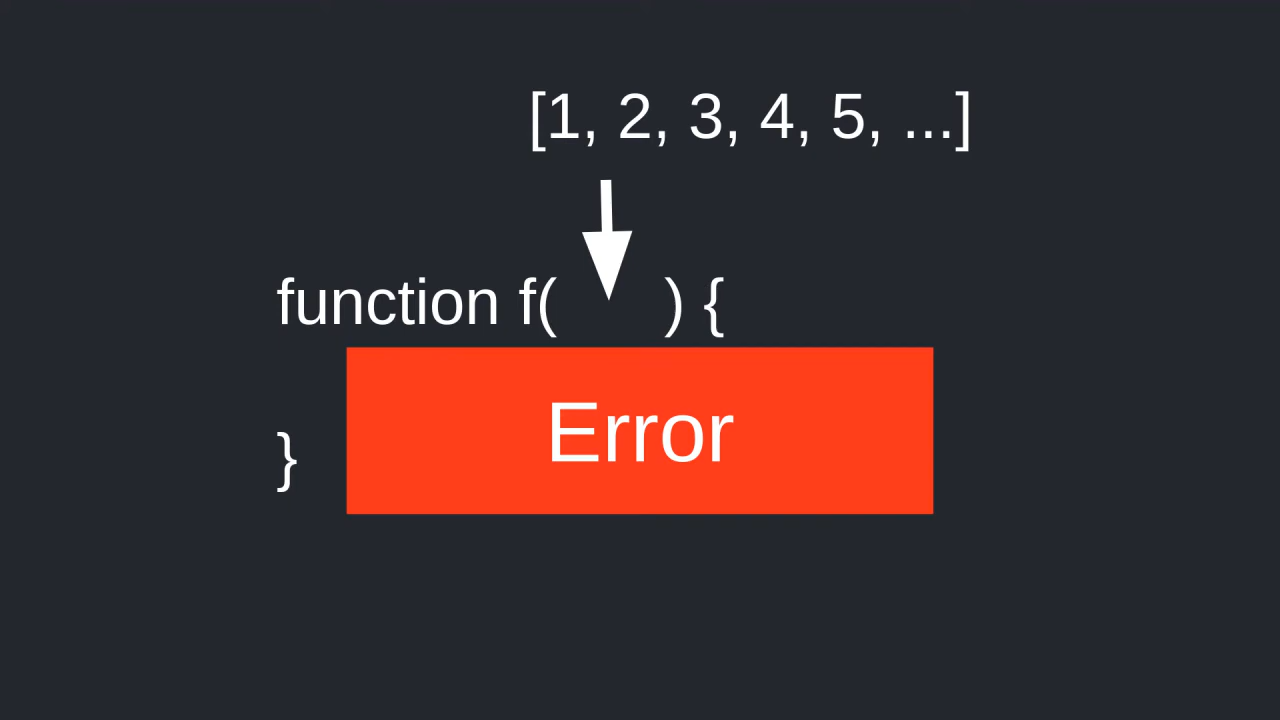 [1, 2, 3, 4, 5, ...]
function f( ) {
Error
}